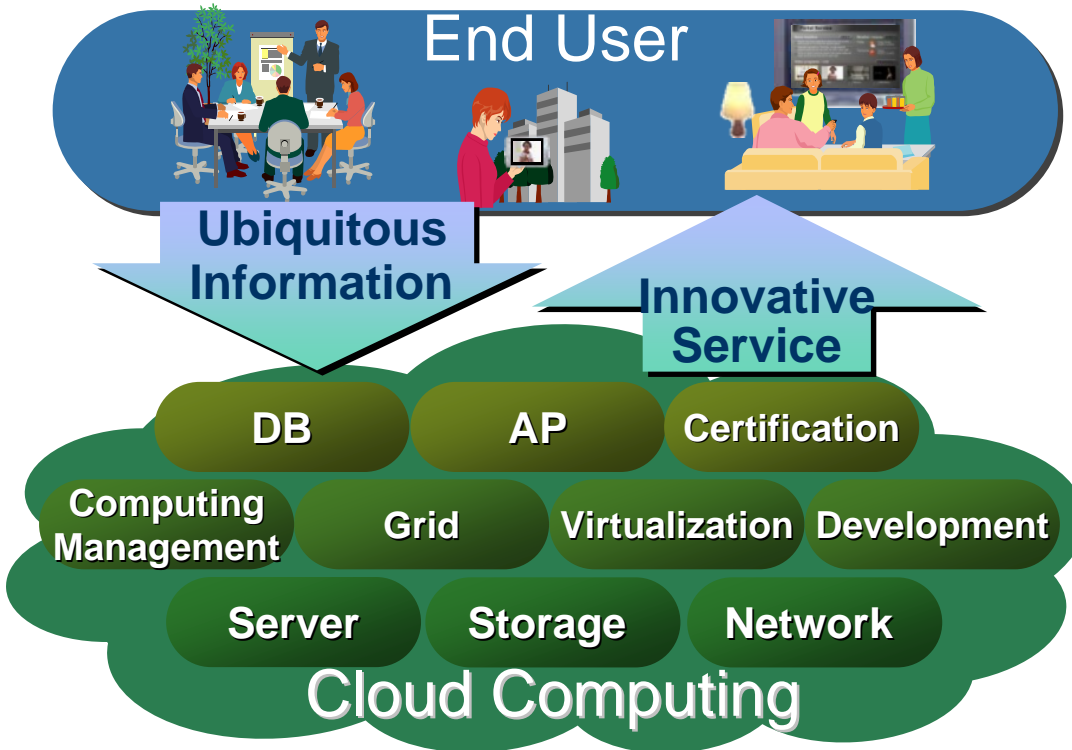 End User
Ubiquitous
Information
Innovative
Service
DB
AP
Certification
Computing
Management
Grid
Virtualization
Development
Server
Storage
Network
Cloud Computing